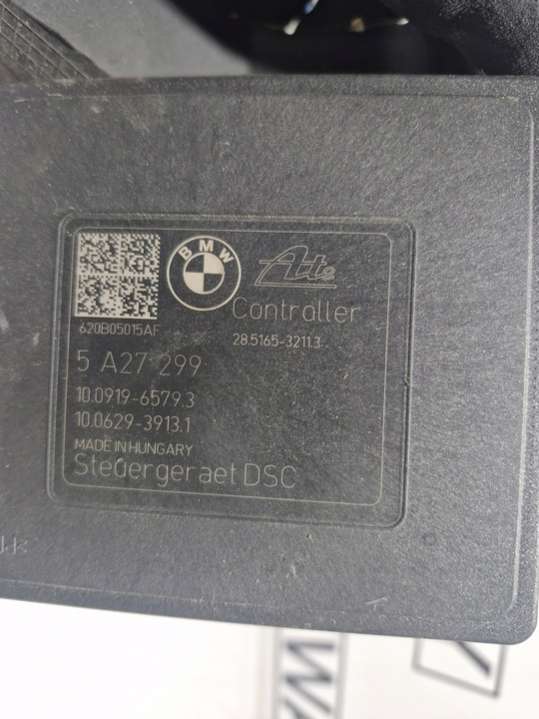 BMW
Ate
Controller
620B05015AF
28.5165-3211.3
5 A27 299
10.0919-6579.3
10.0629-3913.1
MADE IN HUNGARY
Steuergeraet DSC